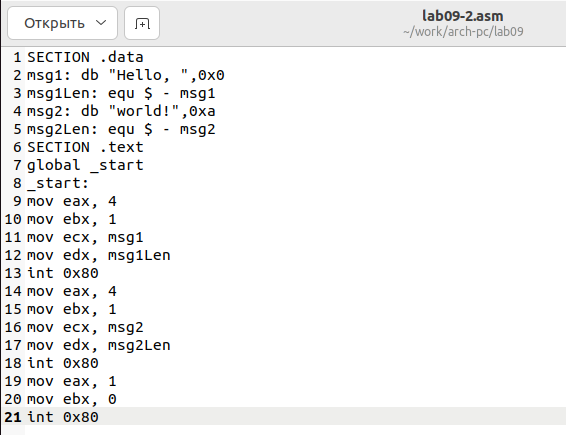 Открыть
lab09-2.asm
~/work/arch-pc/lab09
1 SECTION .data
2 msg1: db "Hello, ",0x0
3 msg1Len: equ $ - msg1
4 msg2: db "world!",0xa
5 msg2Len: equ $ - msg2
6 SECTION .text
7 global _start
8 _start:
9 mov eax, 4
10 mov ebx, 1
11 mov ecx, msg1
12 mov edx, msg1Len
13 int 0x80
14 mov eax, 4
15 mov ebx, 1
16 mov ecx, msg2
17 mov edx, msg2Len
18 int 0x80
19 mov eax, 1
20 mov ebx, 0
21 int 0x80